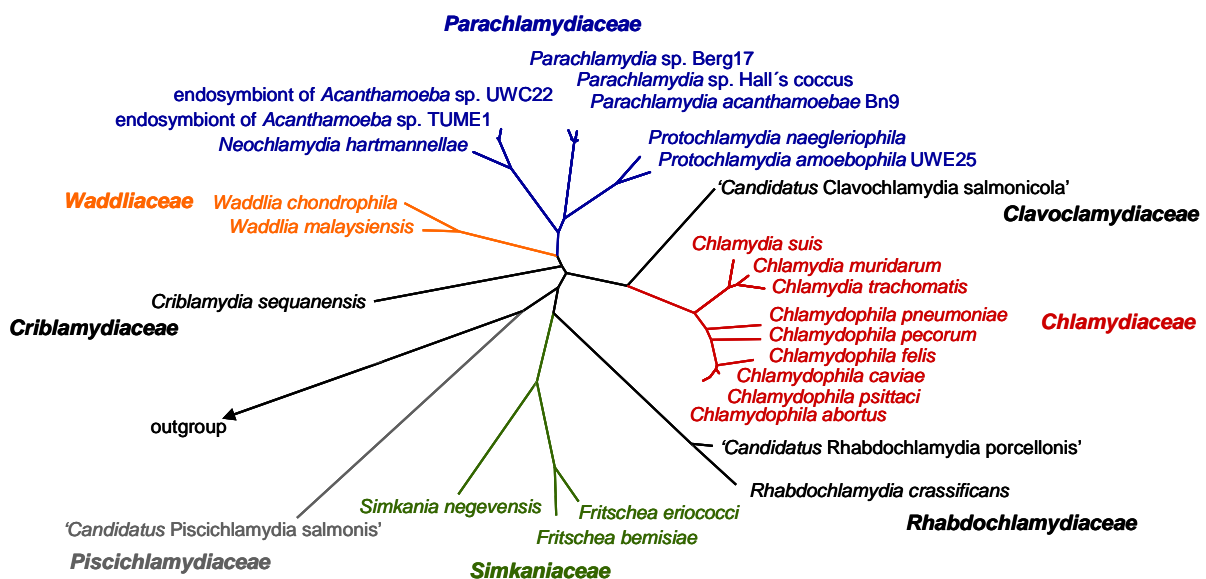 Parachlamydiaceae
Parachlamydia sp. Berg17
Parachlamydia sp. Hall´s coccus
endosymbiont of Acanthamoeba sp. UWC22
Parachlamydia acanthamoebae Bn9
endosymbiont of Acanthamoeba sp. TUME1
Neochlamydia hartmannellae
Protochlamydia naegleriophila
Protochlamydia amoebophila UWE25
‘Candidatus Clavochlamydia salmonicola’
Clavoclamydiaceae
Waddliaceae
Waddlia chondrophila
Waddlia malaysiensis
Chlamydia suis
Chlamydia muridarum
Chlamydia trachomatis
Criblamydia sequanensis
Criblamydiaceae
Chlamydophila pneumoniae
Chlamydiaceae
Chlamydophila pecorum
Chlamydophila felis
Chlamydophila caviae
Chlamydophila psittaci
Chlamydophila abortus
outgroup
‘Candidatus Rhabdochlamydia porcellonis’
Rhabdochlamydia crassificans
Rhabdochlamydiaceae
Simkania negevensis
Fritschea eriococci
Fritschea bemisiae
Simkaniaceae
‘Candidatus Piscichlamydia salmonis’
Piscichlamydiaceae